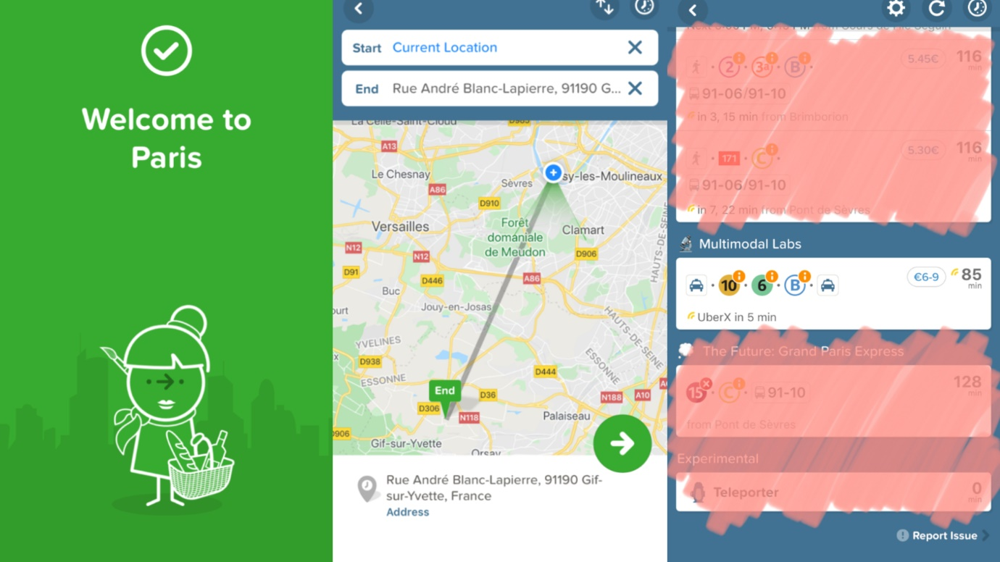 Welcome to
Paris
Start Current Location
End Rue André Blanc-Lapierre, 91190 G...
La Celle-Saint-Cloud
D985
A13
Le Chesnay
A86
Sèvres
sy-les-Moulineaux
D910
Versailles
Forêt
domaniale
de Meudon
Clamart
N12
N12
D906
HAUTS-DE-SEINE
D91
D446
A86
Buc
Jouy-en-Josas
ourt
HAUTS-DE-SEINE
YVELINES
ESSONNE
D938
D444
ESSONNE
End
D36
N188
A10
D306
N118
Palaiseau
D906
Gif-sur-Yvette
Orsay
Rue André Blanc-Lapierre, 91190 Gif-
sur-Yvette, France
Address
from Cours de l'Île Seguin
2 3a B 5.45€ 116
min
91-06/91-10
in 3, 15 min from Brimborion
171 C 5.30€ 116
min
91-06/91-10
in 7, 22 min from Pont de Sèvres
Multimodal Labs
10 6 B €6-9 85
min
UberX in 5 min
The Future: Grand Paris Express
15 C 91-10 128
min
from Pont de Sèvres
Experimental
Teleporter 0
min
Report Issue